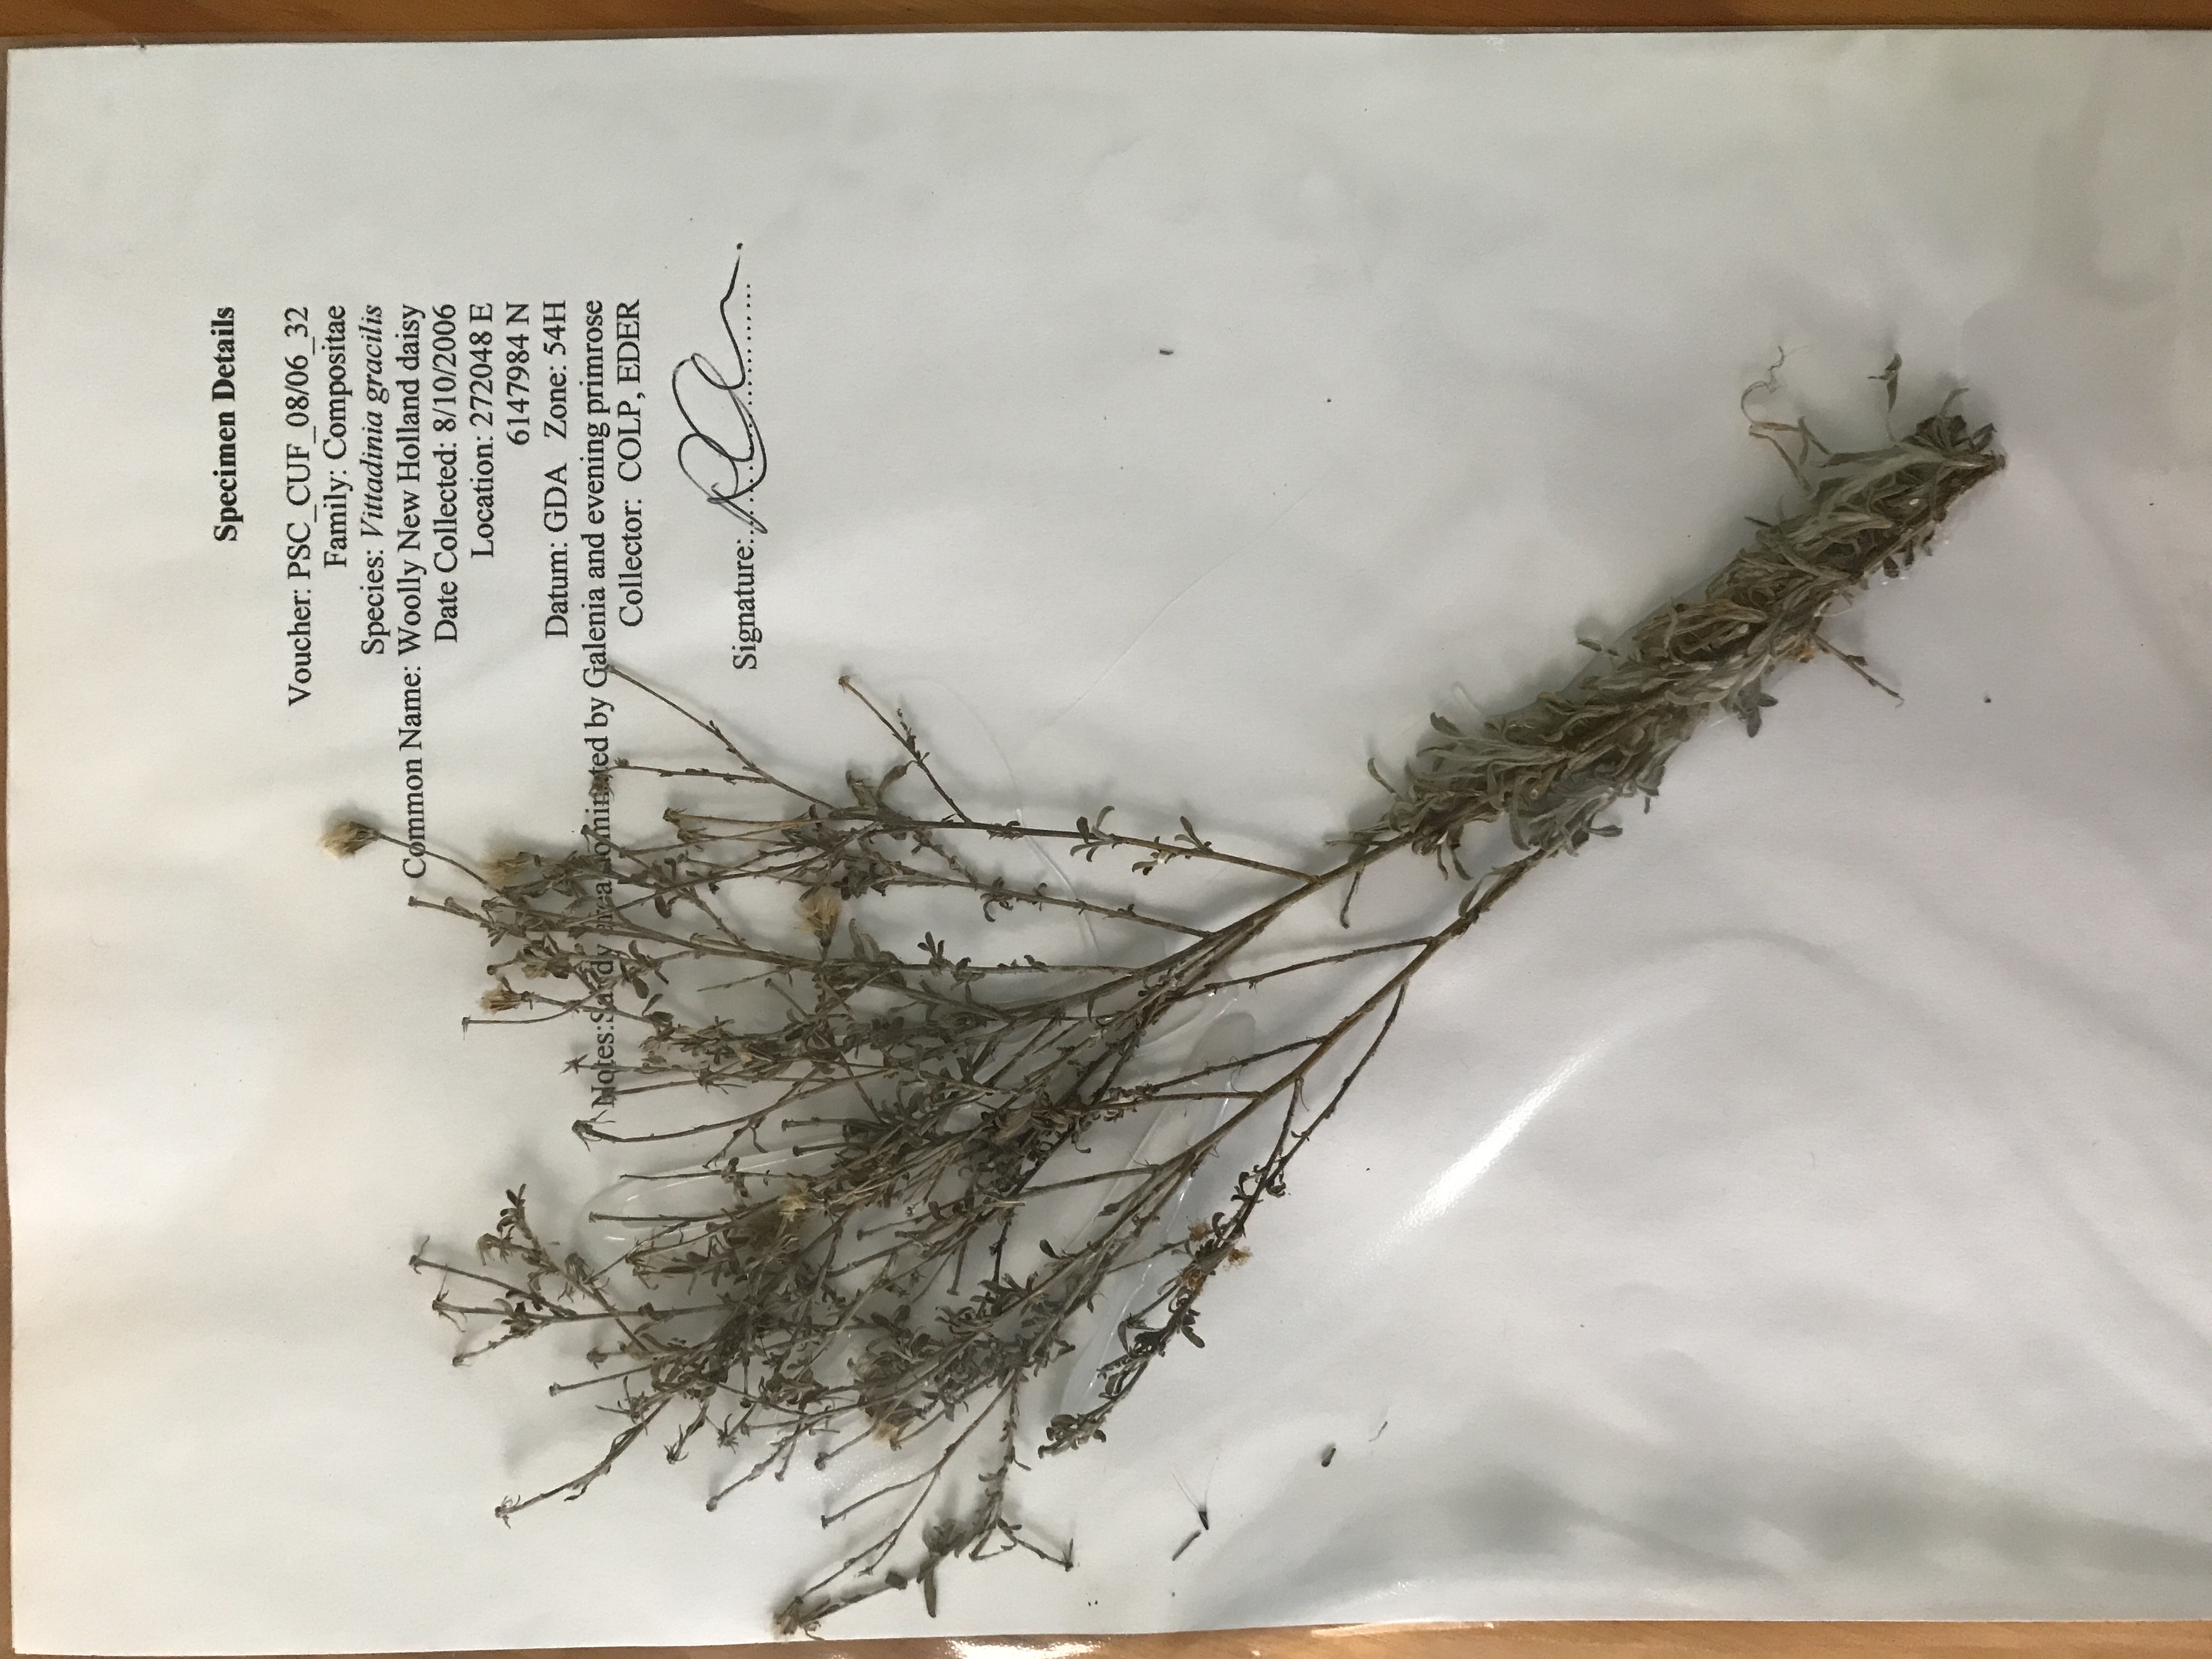 Specimen Details
Voucher: PSC_CUF_08/06_32
Family: Compositae
Species: Vittadinia gracilis
Common Name: Woolly New Holland daisy
Date Collected: 8/10/2006
Location: 272048 E
6147984 N
Datum: GDA Zone: 54H
Notes:Sandy area dominated by Galenia and evening primrose
Collector: COLP, EDER
Signature: